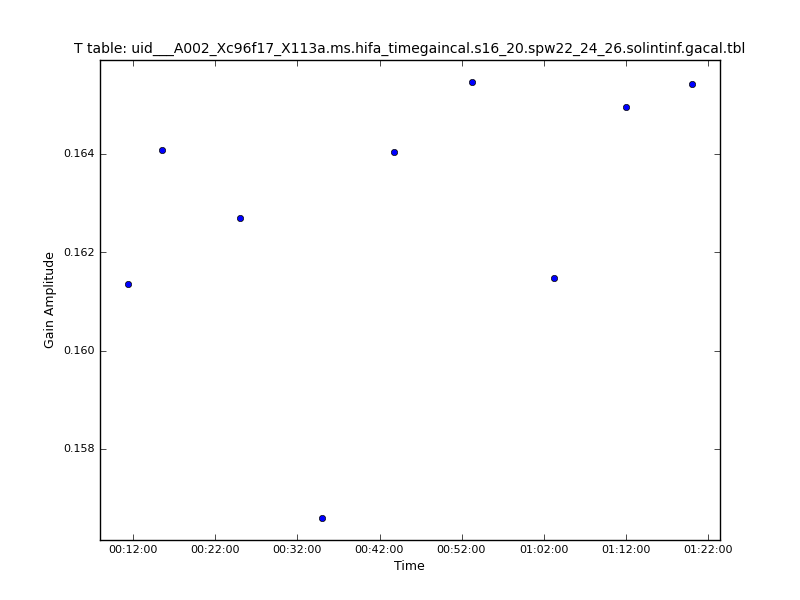 T table: uid___A002_Xc96f17_X113a.ms.hifa_timegaincal.s16_20.spw22_24_26.solintinf.gacal.tbl
Gain Amplitude
0.164
0.162
0.160
0.158
00:12:00 00:22:00 00:32:00 00:42:00 00:52:00 01:02:00 01:12:00 01:22:00
Time